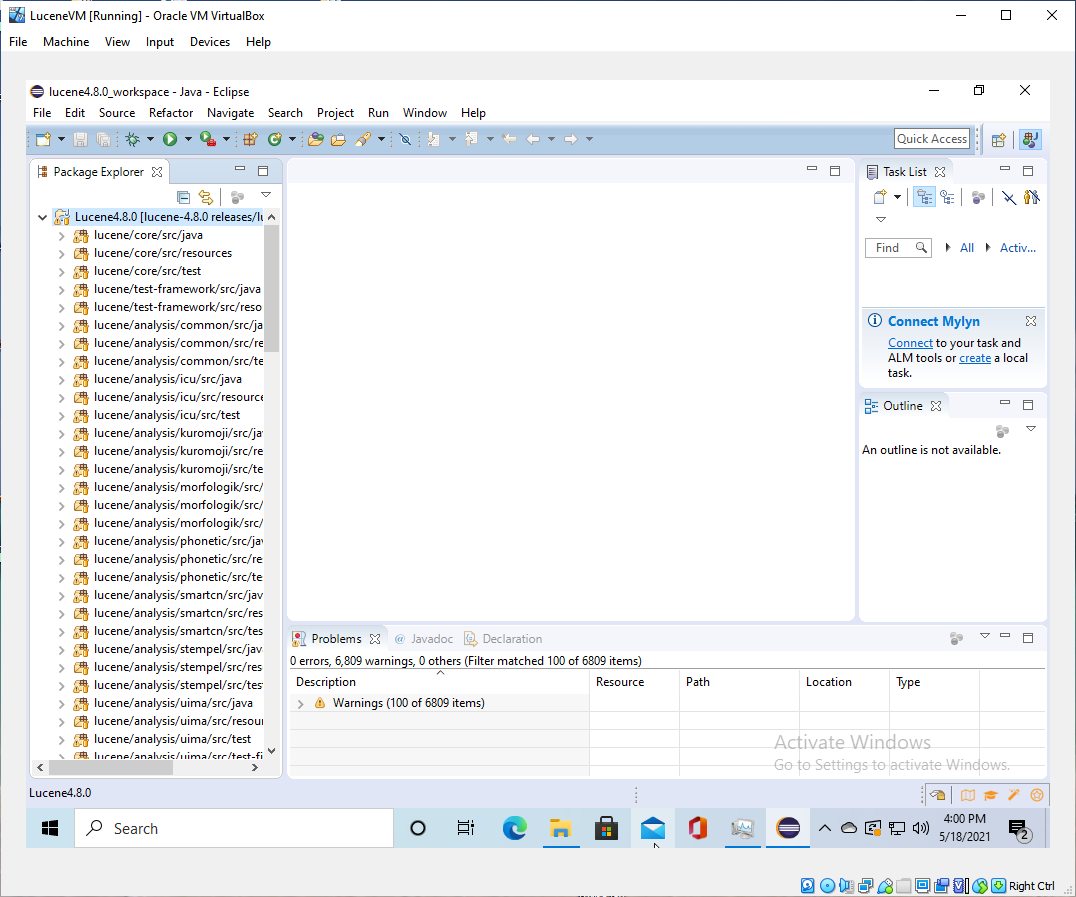 LuceneVM [Running] - Oracle VM VirtualBox
File Machine View Input Devices Help
lucene4.8.0_workspace - Java - Eclipse
File Edit Source Refactor Navigate Search Project Run Window Help
Quick Access
Package Explorer
Lucene4.8.0 [lucene-4.8.0 releases/lu
lucene/core/src/java
lucene/core/src/resources
lucene/core/src/test
lucene/test-framework/src/java
lucene/test-framework/src/reso
lucene/analysis/common/src/ja
lucene/analysis/common/src/re
lucene/analysis/common/src/te
lucene/analysis/icu/src/java
lucene/analysis/icu/src/resource
lucene/analysis/icu/src/test
lucene/analysis/kuromoji/src/jav
lucene/analysis/kuromoji/src/re
lucene/analysis/kuromoji/src/te
lucene/analysis/morfologik/src/
lucene/analysis/morfologik/src/
lucene/analysis/morfologik/src/
lucene/analysis/phonetic/src/jav
lucene/analysis/phonetic/src/re
lucene/analysis/phonetic/src/te
lucene/analysis/smartcn/src/jav
lucene/analysis/smartcn/src/res
lucene/analysis/smartcn/src/tes
lucene/analysis/stempel/src/jav
lucene/analysis/stempel/src/res
lucene/analysis/stempel/src/tes
lucene/analysis/uima/src/java
lucene/analysis/uima/src/resour
lucene/analysis/uima/src/test
lucene/analysis/uima/src/test-fi
Task List
Find All Activ...
Connect Mylyn
Connect to your task and
ALM tools or create a local
task.
Outline
An outline is not available.
Problems @ Javadoc Declaration
0 errors, 6,809 warnings, 0 others (Filter matched 100 of 6809 items)
Description Resource Path Location Type
Warnings (100 of 6809 items)
Activate Windows
Go to Settings to activate Windows.
Lucene4.8.0
Search
4:00 PM
5/18/2021
2
Right Ctrl